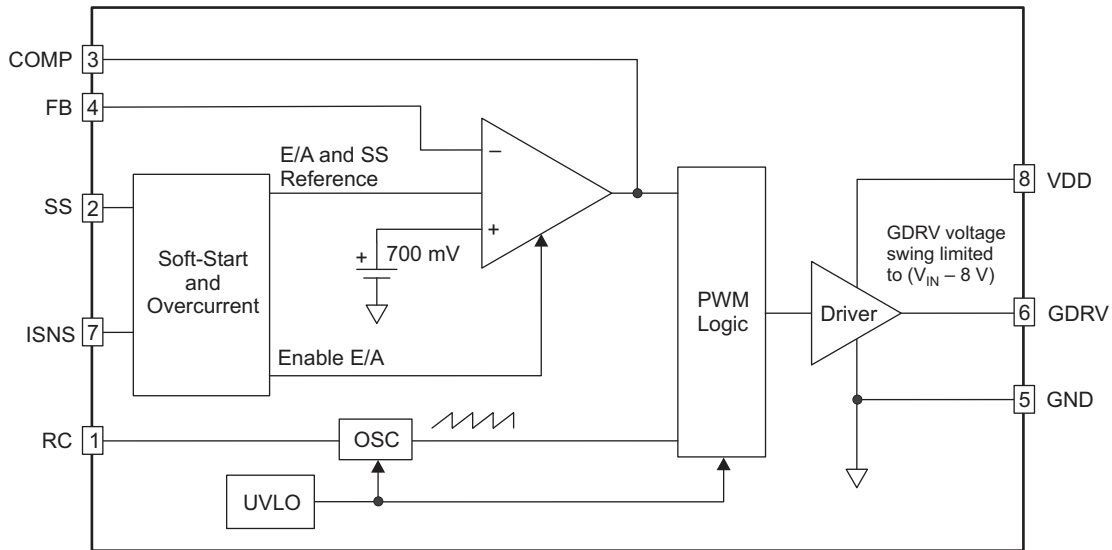 COMP 3
FB 4
E/A and SS
Reference
−
SS 2
8 VDD
+
GDRV voltage
swing limited
to (VIN – 8 V)
+ 700 mV
Soft-Start
and
Overcurrent
PWM
Logic
Driver
6 GDRV
ISNS 7
Enable E/A
5 GND
RC 1
OSC
UVLO